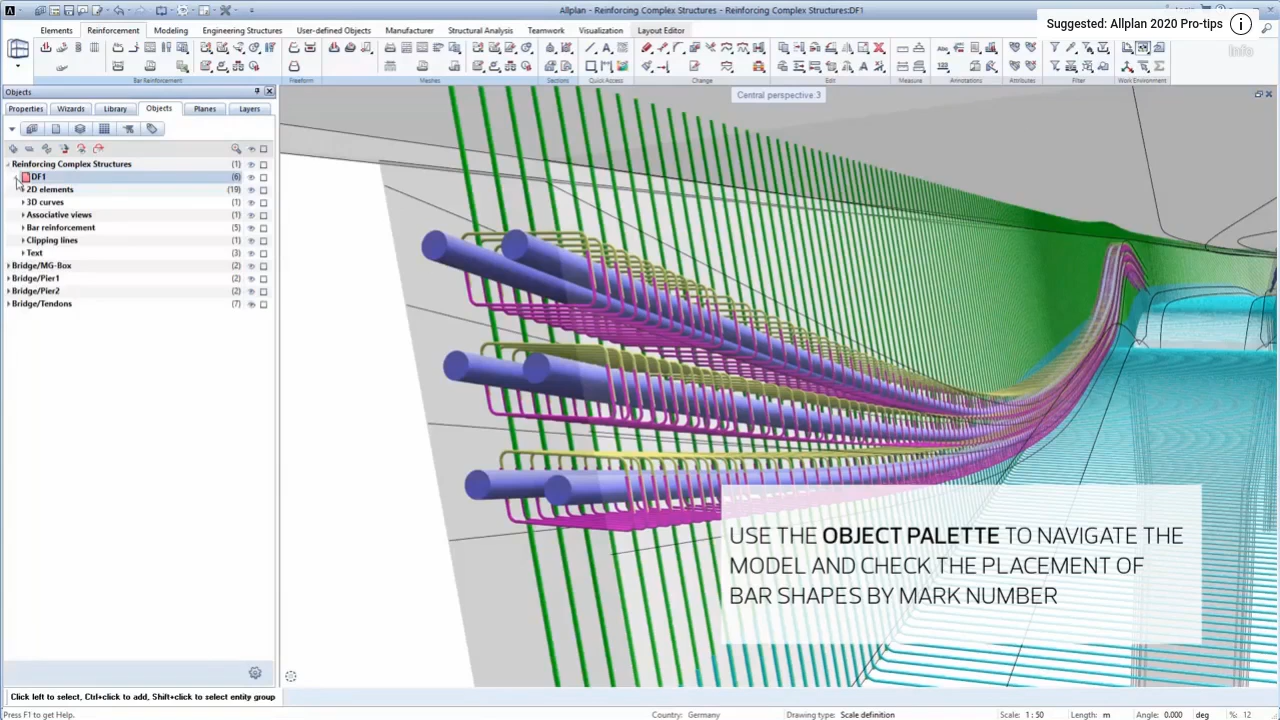 Allplan - Reinforcing Complex Structures - Reinforcing Complex Structures:DF1
Suggested: Allplan 2020 Pro-tips
Info
Elements Reinforcement Modeling Engineering Structures User-defined Objects Manufacturer Structural Analysis Teamwork Visualization Layout Editor
Bar Reinforcement Freeform Meshes Sections Quick Access Change Edit Measure Annotations Attributes Filter Work Environment
Objects
Properties Wizards Library Objects Planes Layers
Central perspective 3
Reinforcing Complex Structures (1)
DF1 (6)
2D elements (19)
3D curves (1)
Associative views (1)
Bar reinforcement (5)
Clipping lines (1)
Text (3)
Bridge/MG-Box (2)
Bridge/Pier1 (2)
Bridge/Pier2 (2)
Bridge/Tendons (7)
USE THE OBJECT PALETTE TO NAVIGATE THE
MODEL AND CHECK THE PLACEMENT OF
BAR SHAPES BY MARK NUMBER
Click left to select, Ctrl+click to add, Shift+click to select entity group
Press F1 to get Help.
Country: Germany Drawing type: Scale definition Scale: 1 : 50 Length: m Angle: 0.000 deg %: 12